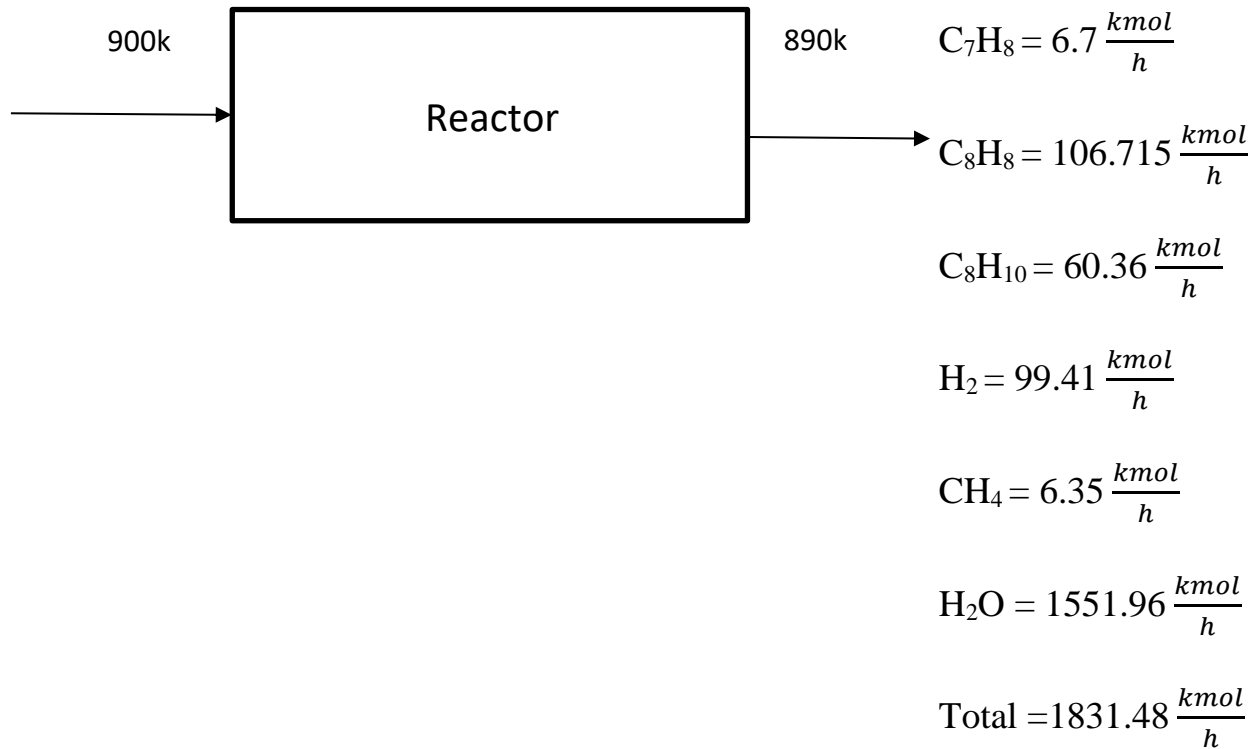 900k
Reactor
890k
C₇H₈ = 6.7 kmol/h
C₈H₈ = 106.715 kmol/h
C₈H₁₀ = 60.36 kmol/h
H₂ = 99.41 kmol/h
CH₄ = 6.35 kmol/h
H₂O = 1551.96 kmol/h
Total =1831.48 kmol/h